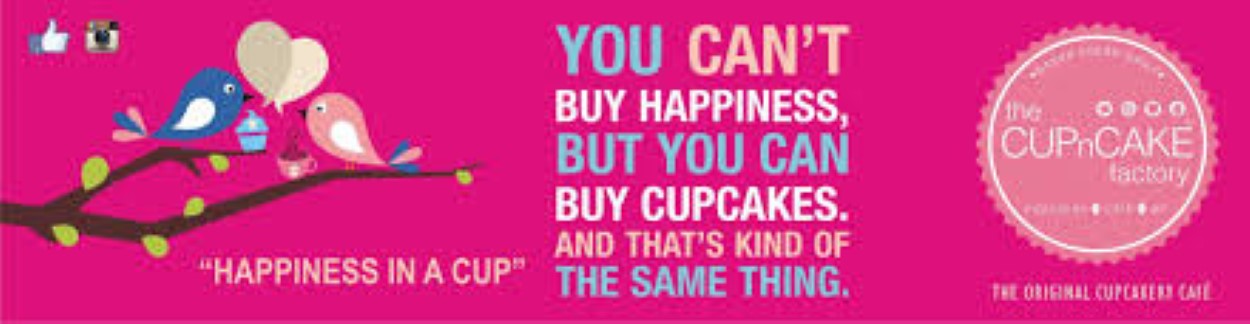 "HAPPINESS IN A CUP"
YOU CAN'T
BUY HAPPINESS,
BUT YOU CAN
BUY CUPCAKES.
AND THAT'S KIND OF
THE SAME THING.
the
CUPnCAKE
factory
THE ORIGINAL CUPCAKERY CAFÉ